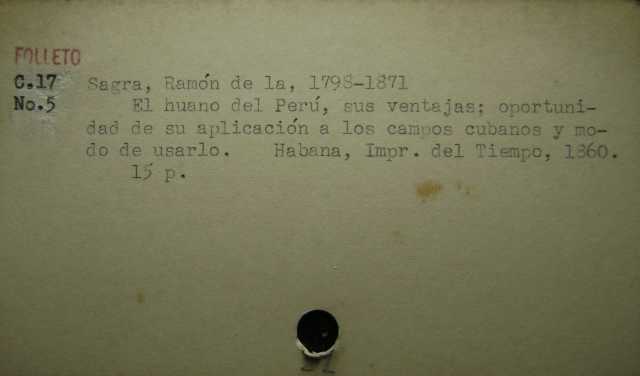 FOLLETO
C.17 Sagra, Ramón de la, 1798-1871
No.5 El huano del Perú, sus ventajas; oportuni-
dad de su aplicación a los campos cubanos y mo-
do de usarlo. Habana, Impr. del Tiempo, 1860.
15 p.